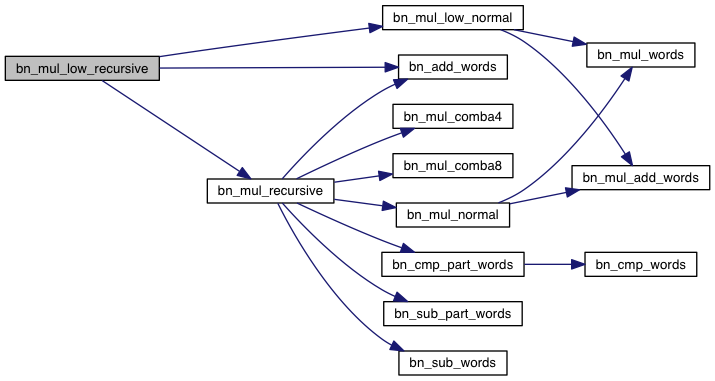 bn_mul_low_normal
bn_mul_words
bn_mul_low_recursive
bn_add_words
bn_mul_comba4
bn_mul_comba8
bn_mul_add_words
bn_mul_recursive
bn_mul_normal
bn_cmp_part_words
bn_cmp_words
bn_sub_part_words
bn_sub_words